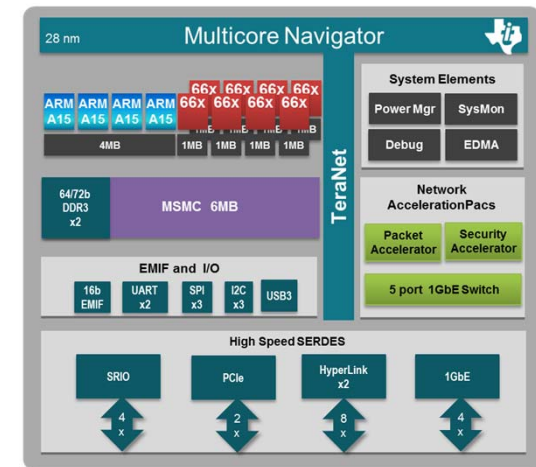 28 nm
Multicore Navigator
66x 66x 66x 66x
ARM ARM ARM ARM 66x 66x 66x 66x
A15 A15 A15 A15
1MB 1MB
4MB
1MB 1MB 1MB 1MB
64/72b
DDR3
x2
MSMC 6MB
EMIF and I/O
16b
EMIF
UART
x2
SPI
x3
I2C
x3
USB3
TeraNet
System Elements
Power Mgr
SysMon
Debug
EDMA
Network
AccelerationPacs
Packet
Accelerator
Security
Accelerator
5 port 1GbE Switch
High Speed SERDES
SRIO
PCIe
HyperLink
x2
1GbE
4
x
2
x
8
x
4
x